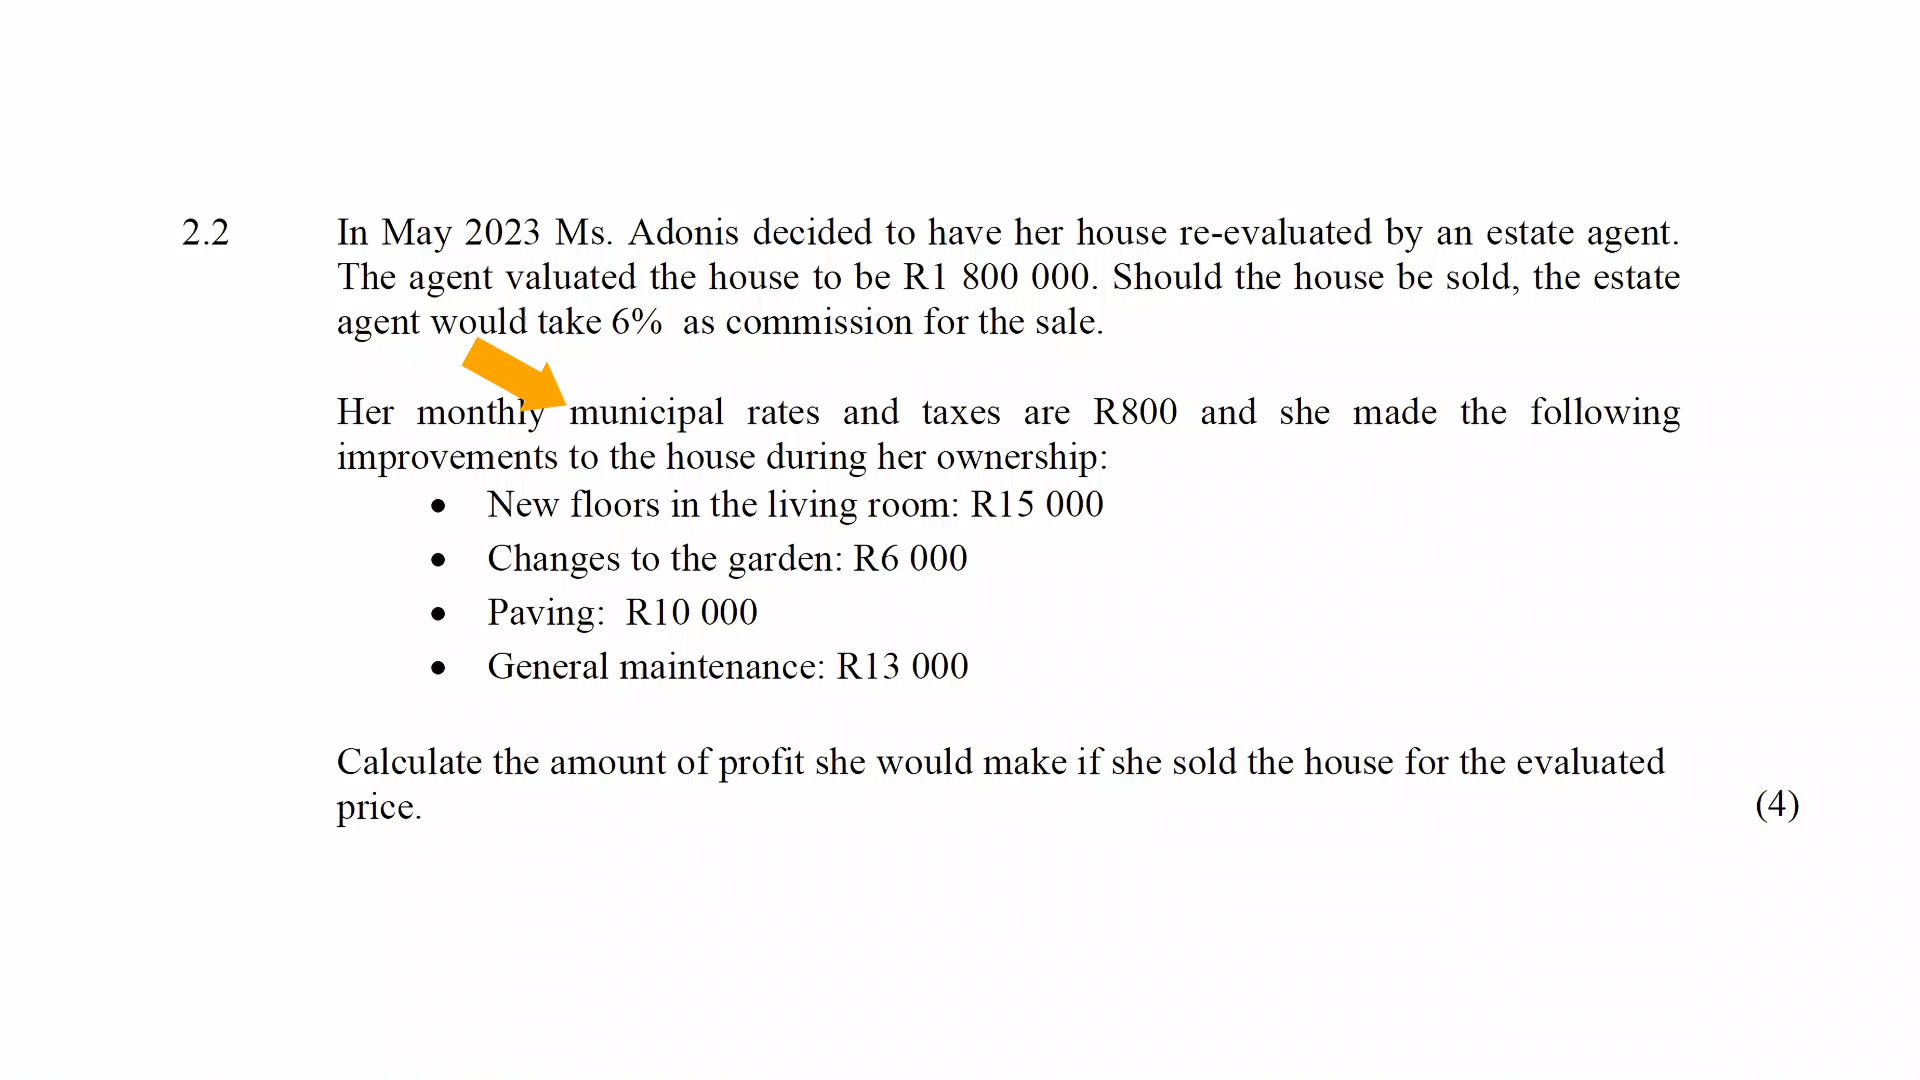 2.2 In May 2023 Ms. Adonis decided to have her house re-evaluated by an estate agent.
The agent valuated the house to be R1 800 000. Should the house be sold, the estate
agent would take 6% as commission for the sale.
Her monthly municipal rates and taxes are R800 and she made the following
improvements to the house during her ownership:
• New floors in the living room: R15 000
• Changes to the garden: R6 000
• Paving: R10 000
• General maintenance: R13 000
Calculate the amount of profit she would make if she sold the house for the evaluated
price. (4)